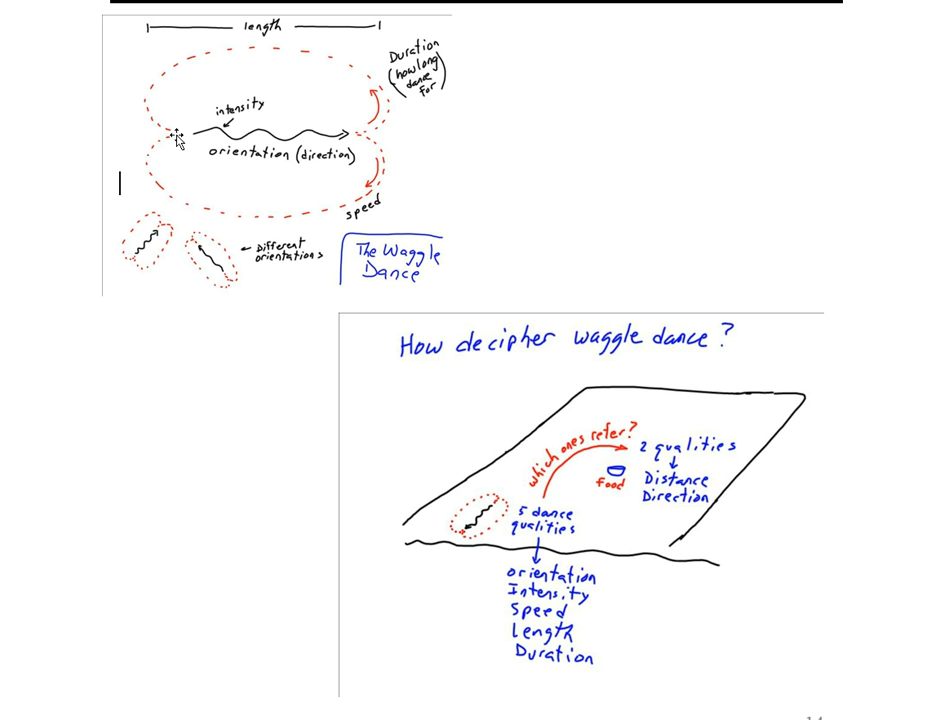 length
Duration
(how long
dance
for)
intensity
orientation (direction)
speed
Different
orientations
The Waggle
Dance
How decipher waggle dance?
which ones refer?
2 qualities
Distance
Direction
food
5 dance
qualities
orientation
Intensity
Speed
Length
Duration